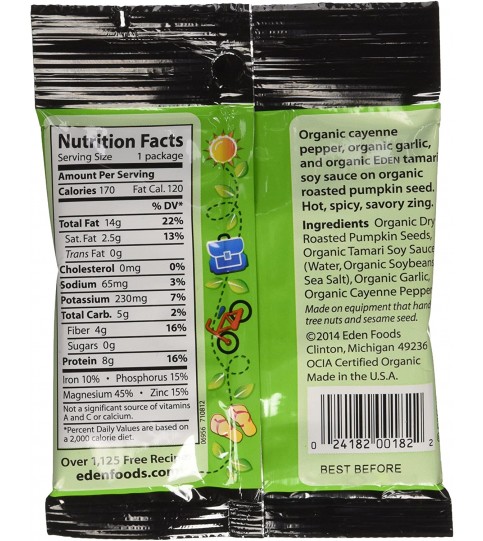 Nutrition Facts
Serving Size 1 package
Amount Per Serving
Calories 170 Fat Cal. 120
% DV*
Total Fat 14g 22%
Sat. Fat 2.5g 13%
Trans Fat 0g
Cholesterol 0mg 0%
Sodium 65mg 3%
Potassium 230mg 7%
Total Carb. 5g 2%
Fiber 4g 16%
Sugars 0g
Protein 8g 16%
Iron 10% • Phosphorus 15%
Magnesium 45% • Zinc 15%
Not a significant source of vitamins
A and C or calcium.
*Percent Daily Values are based on
a 2,000 calorie diet.
Over 1,125 Free Recip
edenfoods.com
06956 710812
Organic cayenne
pepper, organic garlic,
and organic EDEN tamari
soy sauce on organic
roasted pumpkin seed.
Hot, spicy, savory zing.
Ingredients Organic Dry
Roasted Pumpkin Seeds,
Organic Tamari Soy Sauce
(Water, Organic Soybean
Sea Salt), Organic Garlic,
Organic Cayenne Pepper
Made on equipment that hand
tree nuts and sesame seed.
©2014 Eden Foods
Clinton, Michigan 49236
OCIA Certified Organic
Made in the U.S.A.
0 24182 00182 2
BEST BEFORE